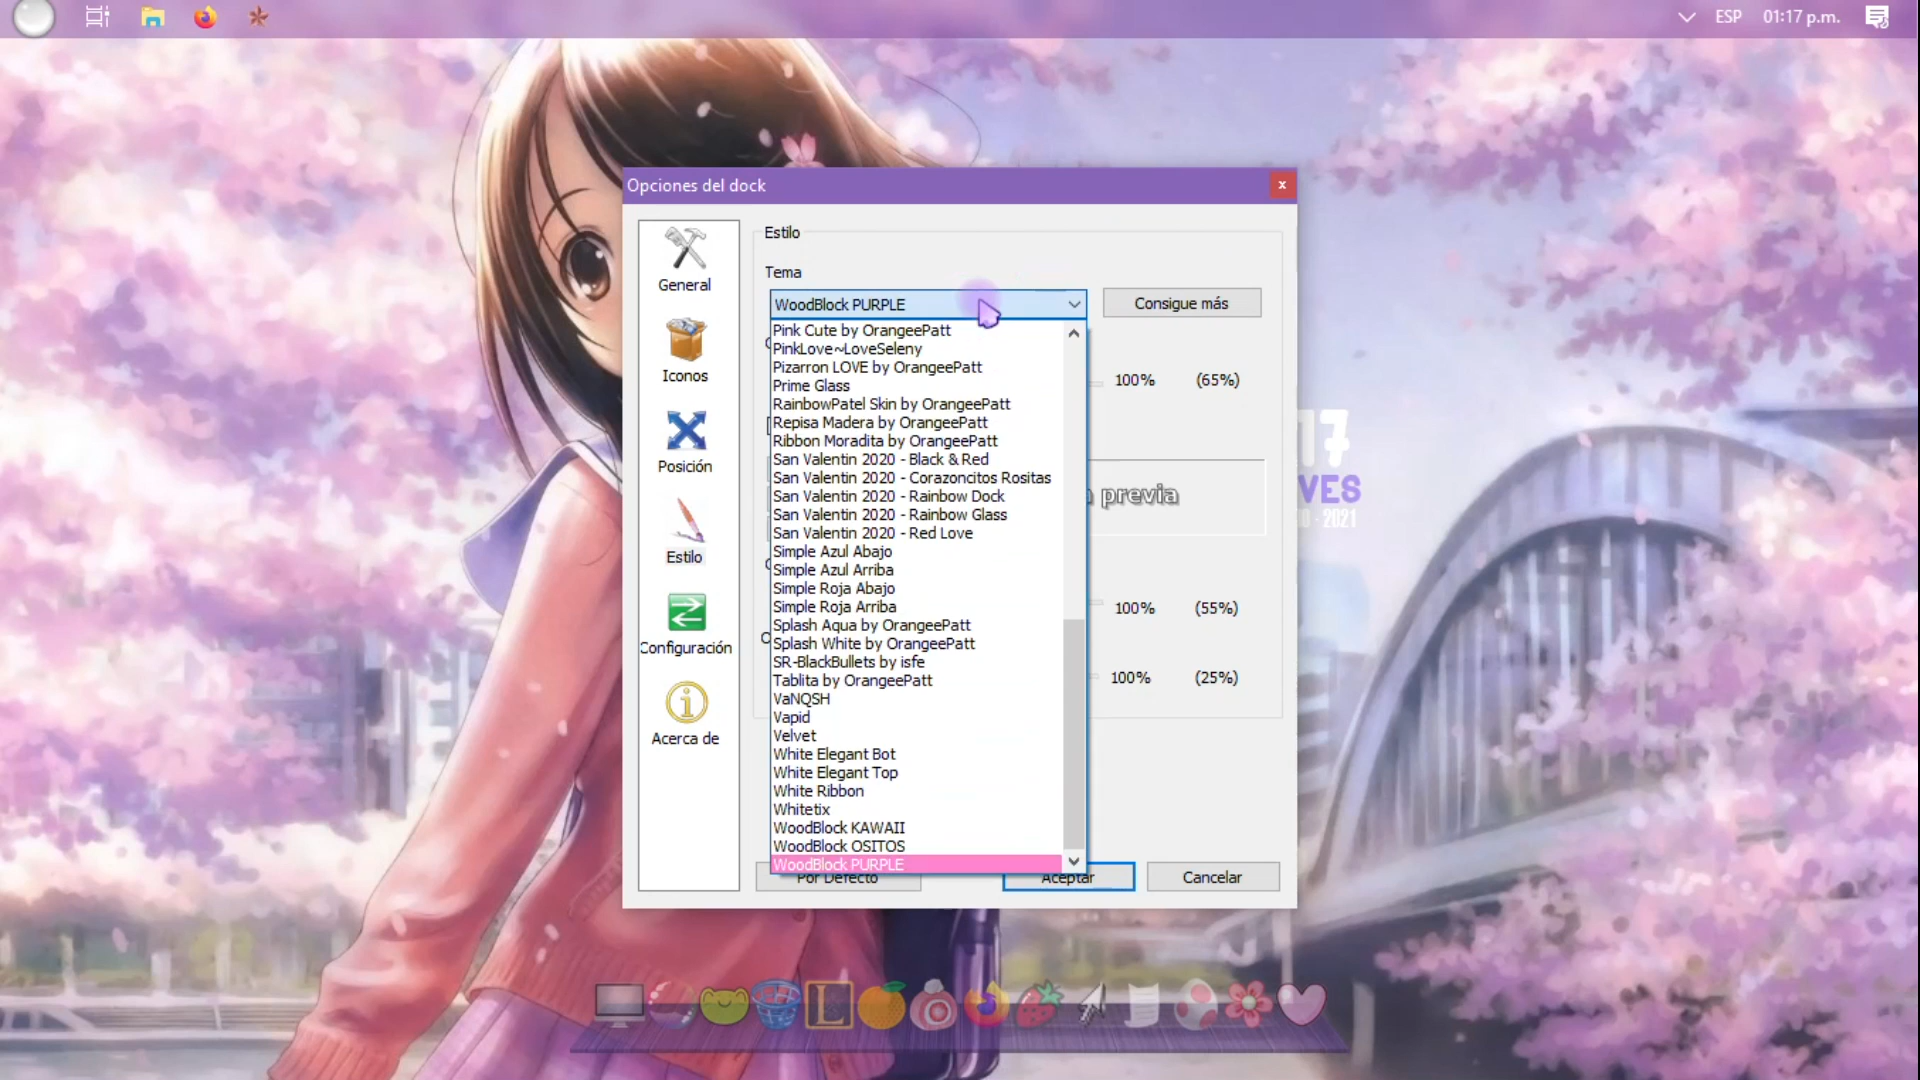 ESP 01:17 p.m.
Opciones del dock
x
General
Iconos
Posición
Estilo
Configuración
Acerca de
Estilo
Tema
WoodBlock PURPLE
Consigue más
Pink Cute by OrangeePatt
PinkLove~LoveSeleny
Pizarron LOVE by OrangeePatt
Prime Glass
RainbowPatel Skin by OrangeePatt
Repisa Madera by OrangeePatt
Ribbon Moradita by OrangeePatt
San Valentin 2020 - Black & Red
San Valentin 2020 - Corazoncitos Rositas
San Valentin 2020 - Rainbow Dock
San Valentin 2020 - Rainbow Glass
San Valentin 2020 - Red Love
Simple Azul Abajo
Simple Azul Arriba
Simple Roja Abajo
Simple Roja Arriba
Splash Aqua by OrangeePatt
Splash White by OrangeePatt
SR-BlackBullets by isfe
Tablita by OrangeePatt
VaNQSH
Vapid
Velvet
White Elegant Bot
White Elegant Top
White Ribbon
Whitetix
WoodBlock KAWAII
WoodBlock OSITOS
WoodBlock PURPLE
100% (65%)
previa
100% (55%)
100% (25%)
Por Defecto
Aceptar
Cancelar
17
VES
- 2021
L